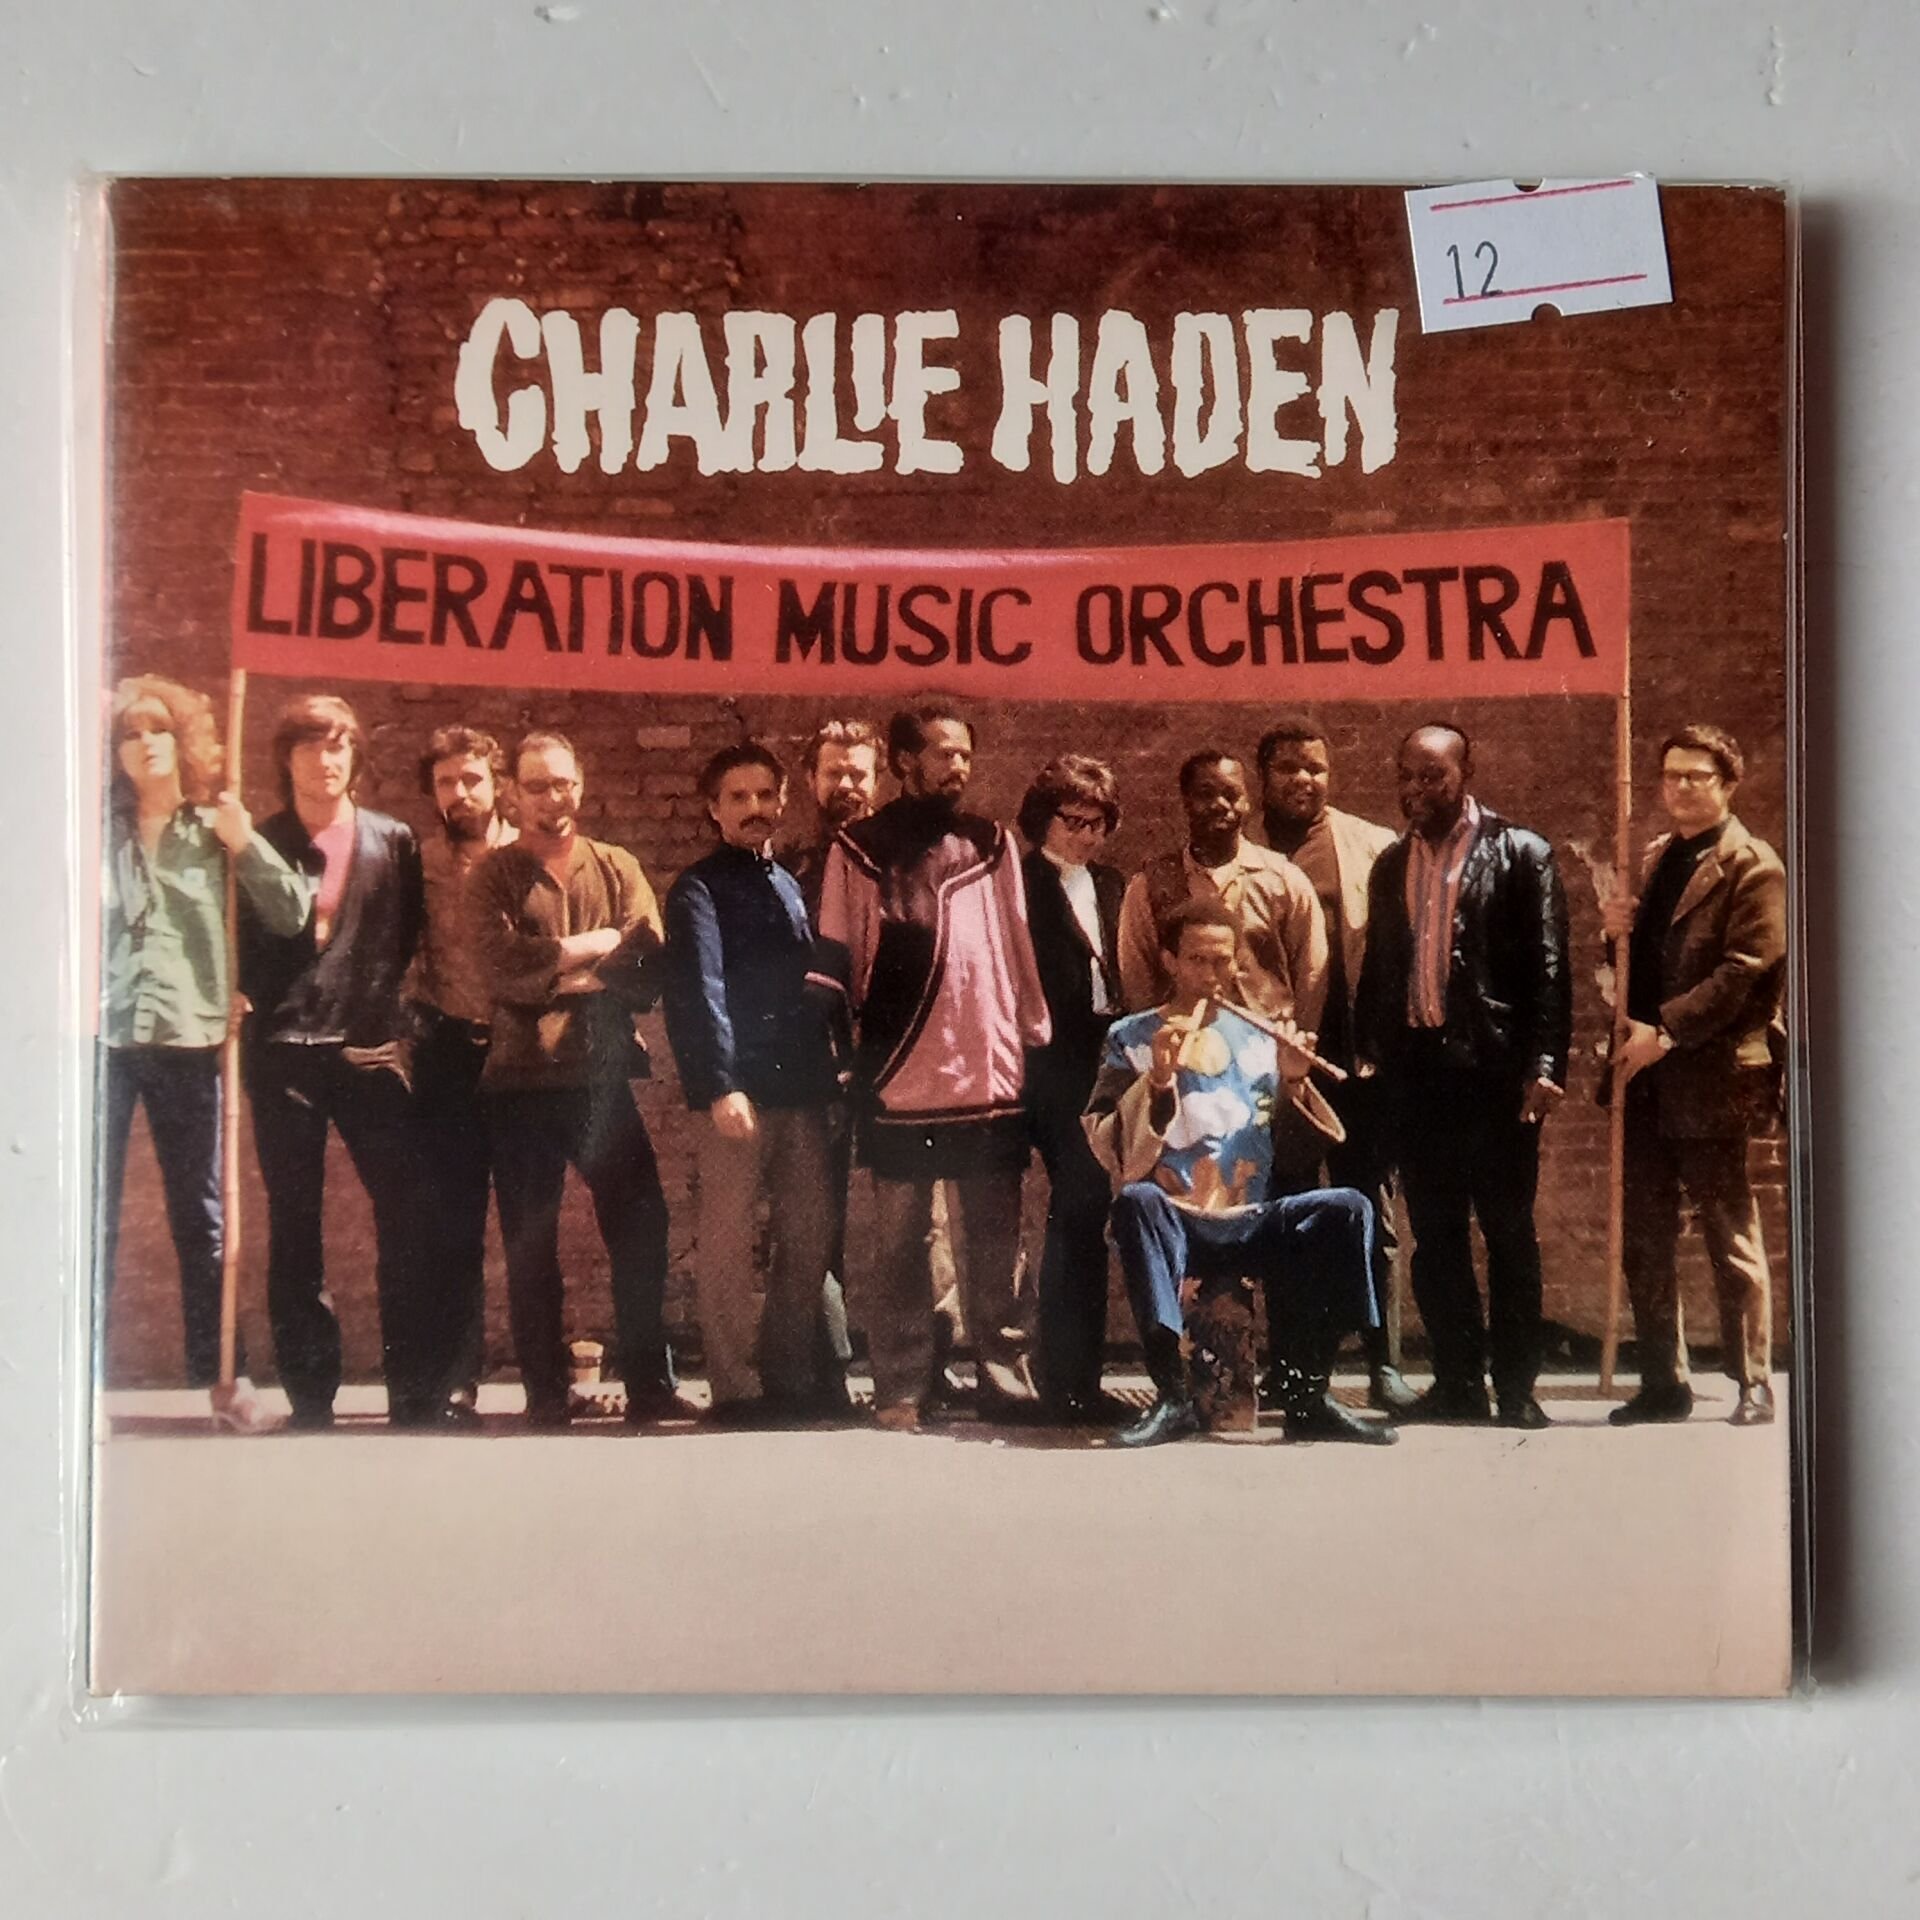 12
CHARLIE HADEN
LIBERATION MUSIC ORCHESTRA